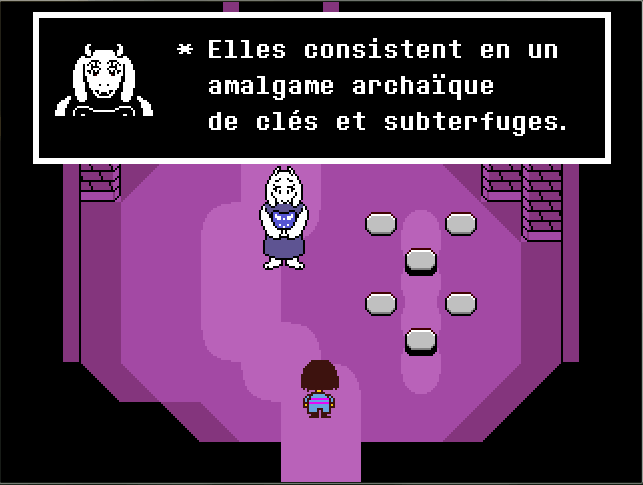 * Elles consistent en un
amalgame archaïque
de clés et subterfuges.